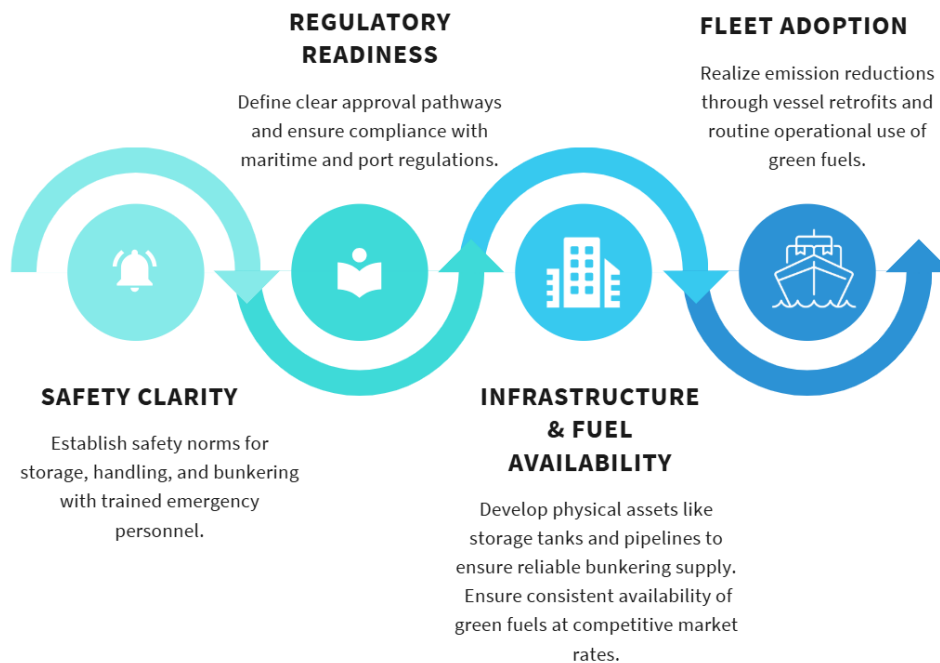 SAFETY CLARITY
Establish safety norms for
storage, handling, and bunkering
with trained emergency
personnel.
REGULATORY
READINESS
Define clear approval pathways
and ensure compliance with
maritime and port regulations.
INFRASTRUCTURE
& FUEL
AVAILABILITY
Develop physical assets like
storage tanks and pipelines to
ensure reliable bunkering supply.
Ensure consistent availability of
green fuels at competitive market
rates.
FLEET ADOPTION
Realize emission reductions
through vessel retrofits and
routine operational use of
green fuels.